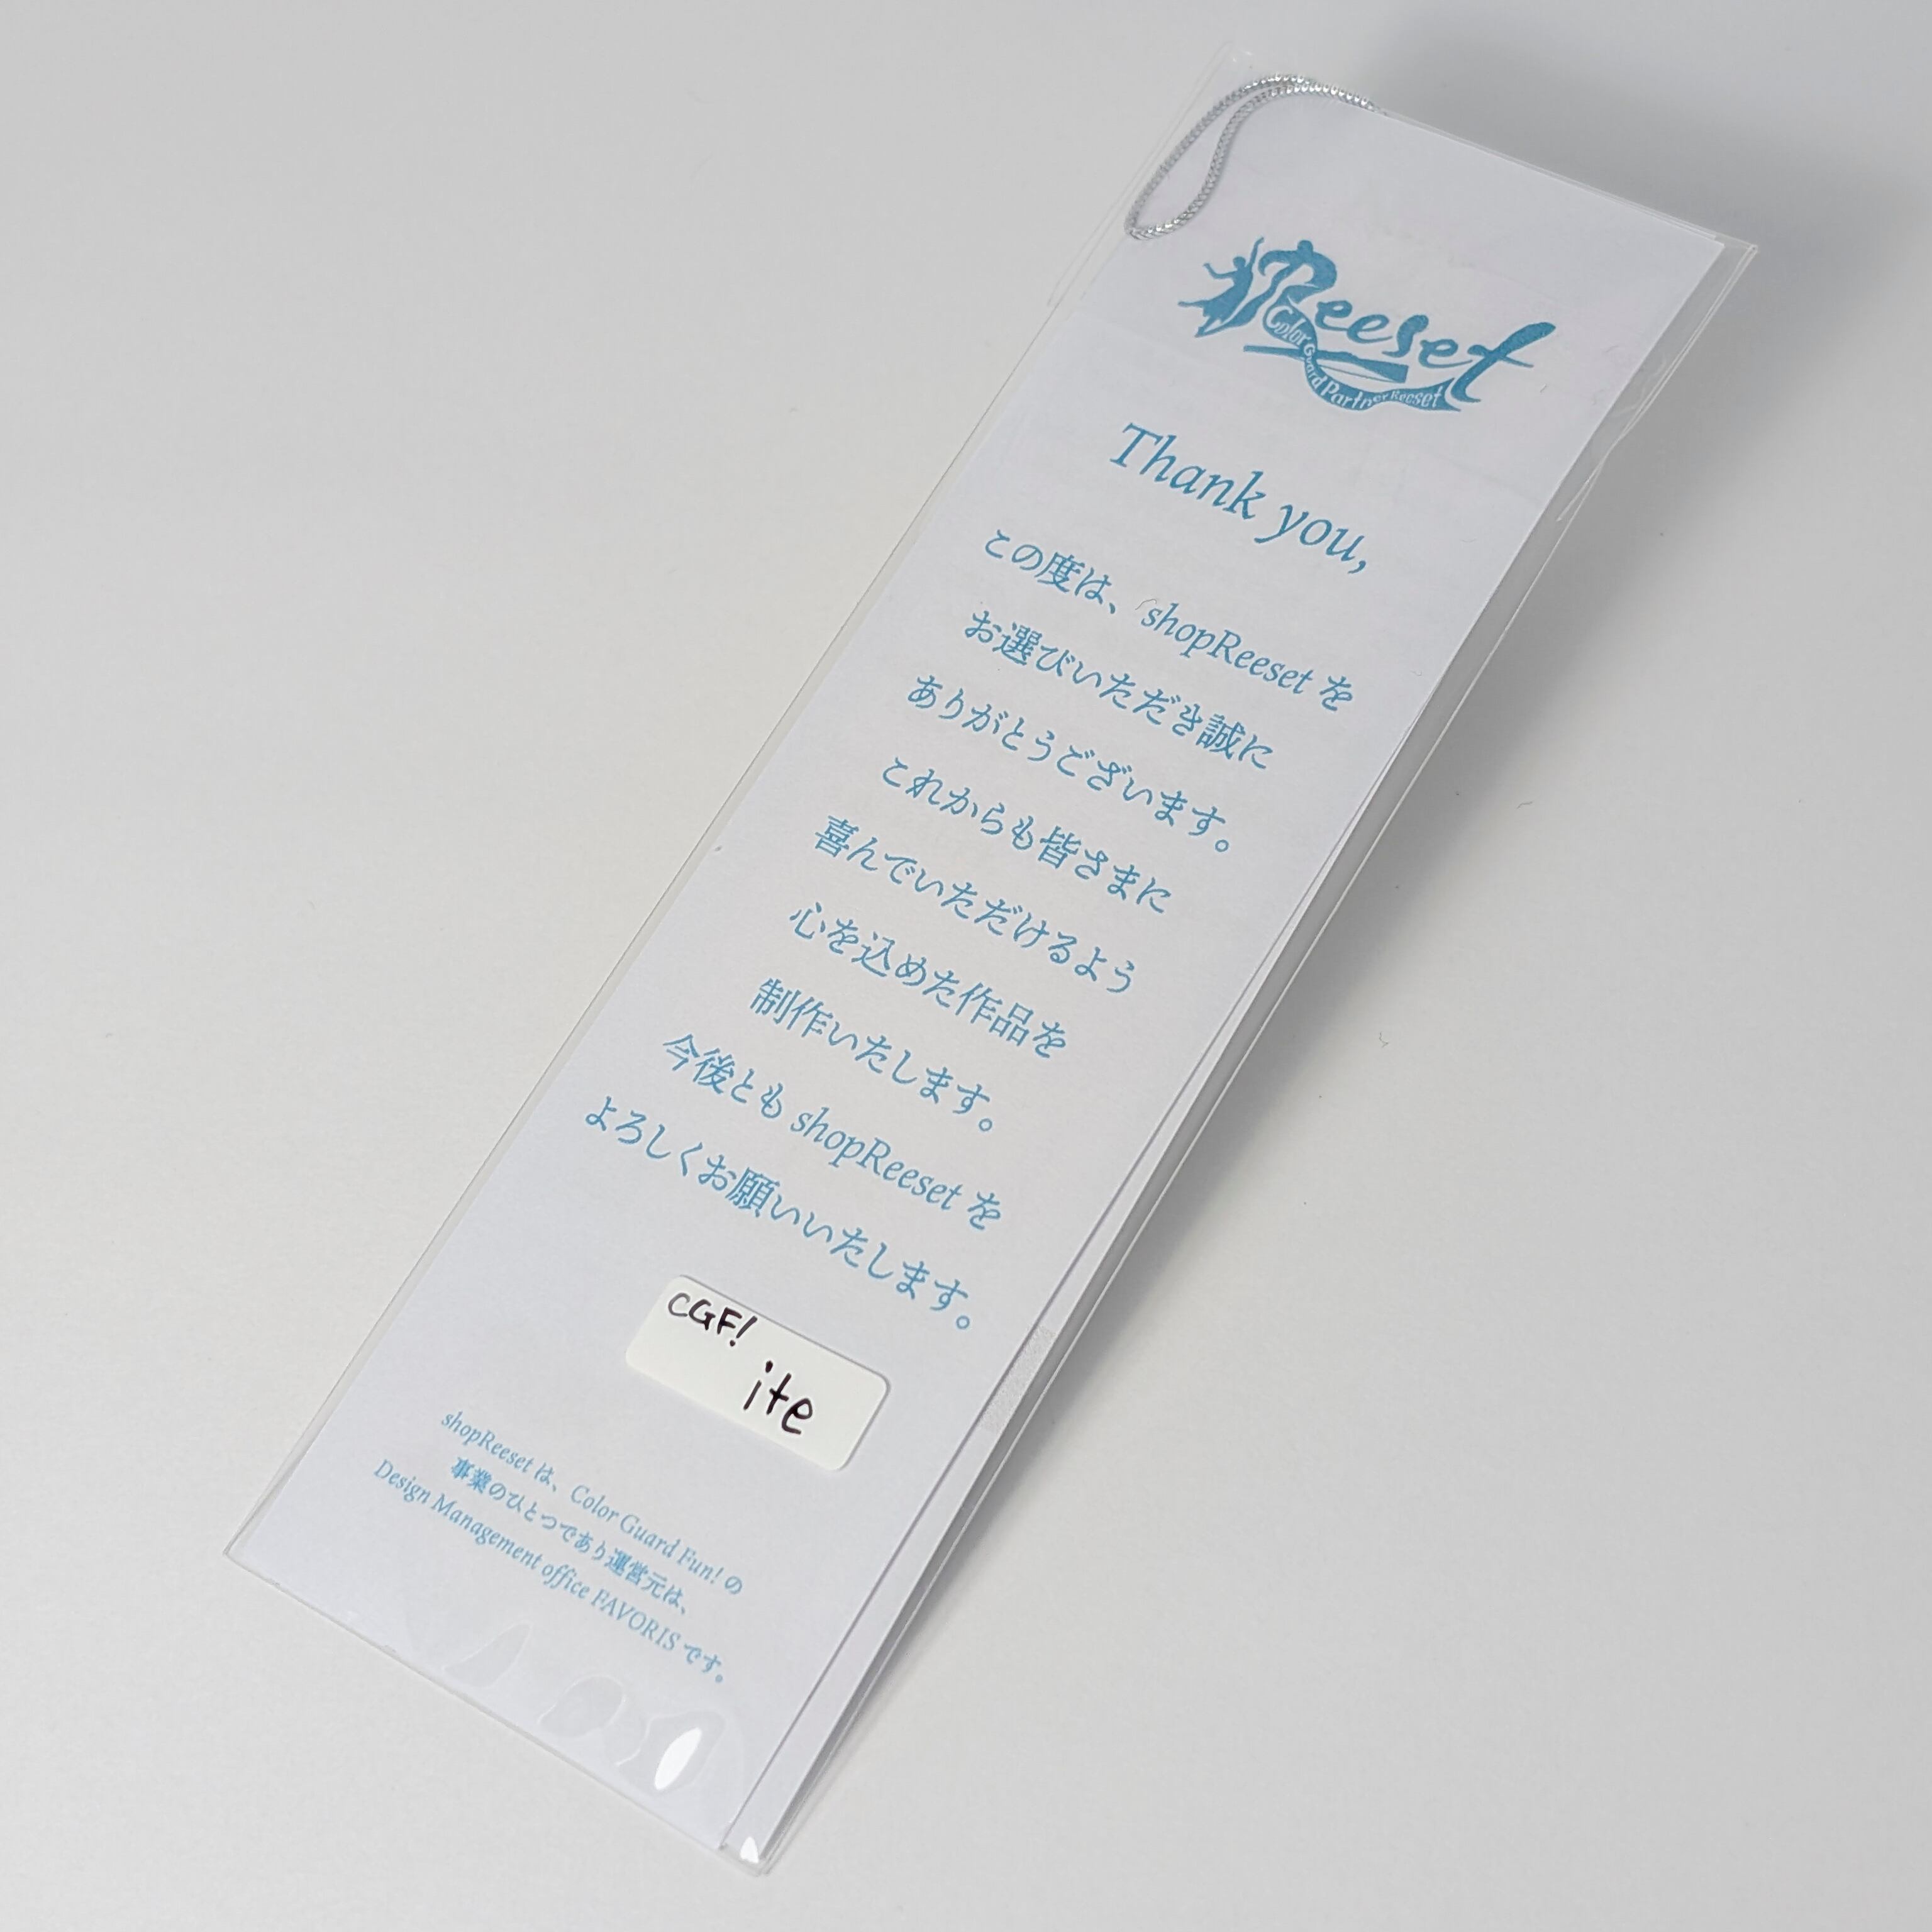 Reeset
Color Guard Partner Reeset
Thank you,
この度は、shopReeset を
お選びいただき誠に
ありがとうございます。
これからも皆さまに
喜んでいただけるよう
心を込めた作品を
制作いたします。
今後とも shopReeset を
よろしくお願いいたします。
CGF!
ite
shopReeset は、Color Guard Fun! の
事業のひとつであり運営元は、
Design Management office FAVORIS です。